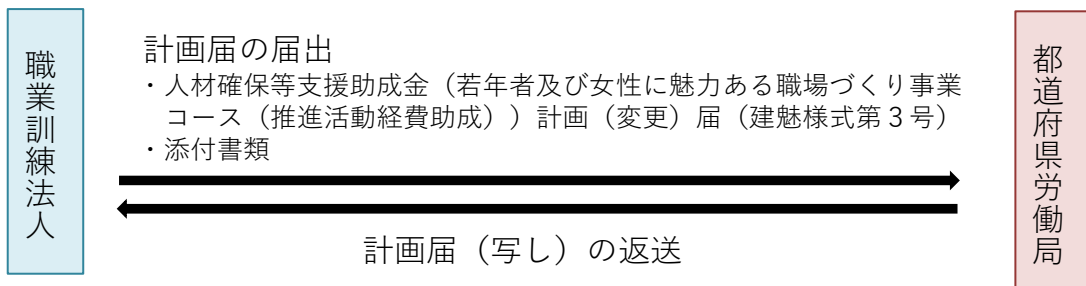 職業訓練法人
計画届の届出
・人材確保等支援助成金（若年者及び女性に魅力ある職場づくり事業
コース（推進活動経費助成））計画（変更）届（建魅様式第３号）
・添付書類
計画届（写し）の返送
都道府県労働局